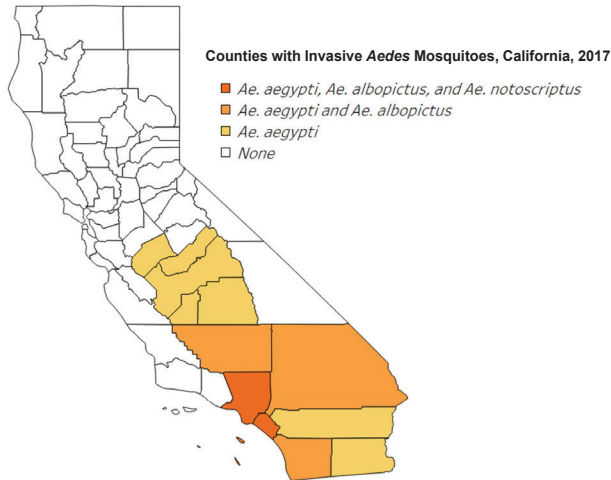 Counties with Invasive Aedes Mosquitoes, California, 2017
Ae. aegypti, Ae. albopictus, and Ae. notoscriptus
Ae. aegypti and Ae. albopictus
Ae. aegypti
None